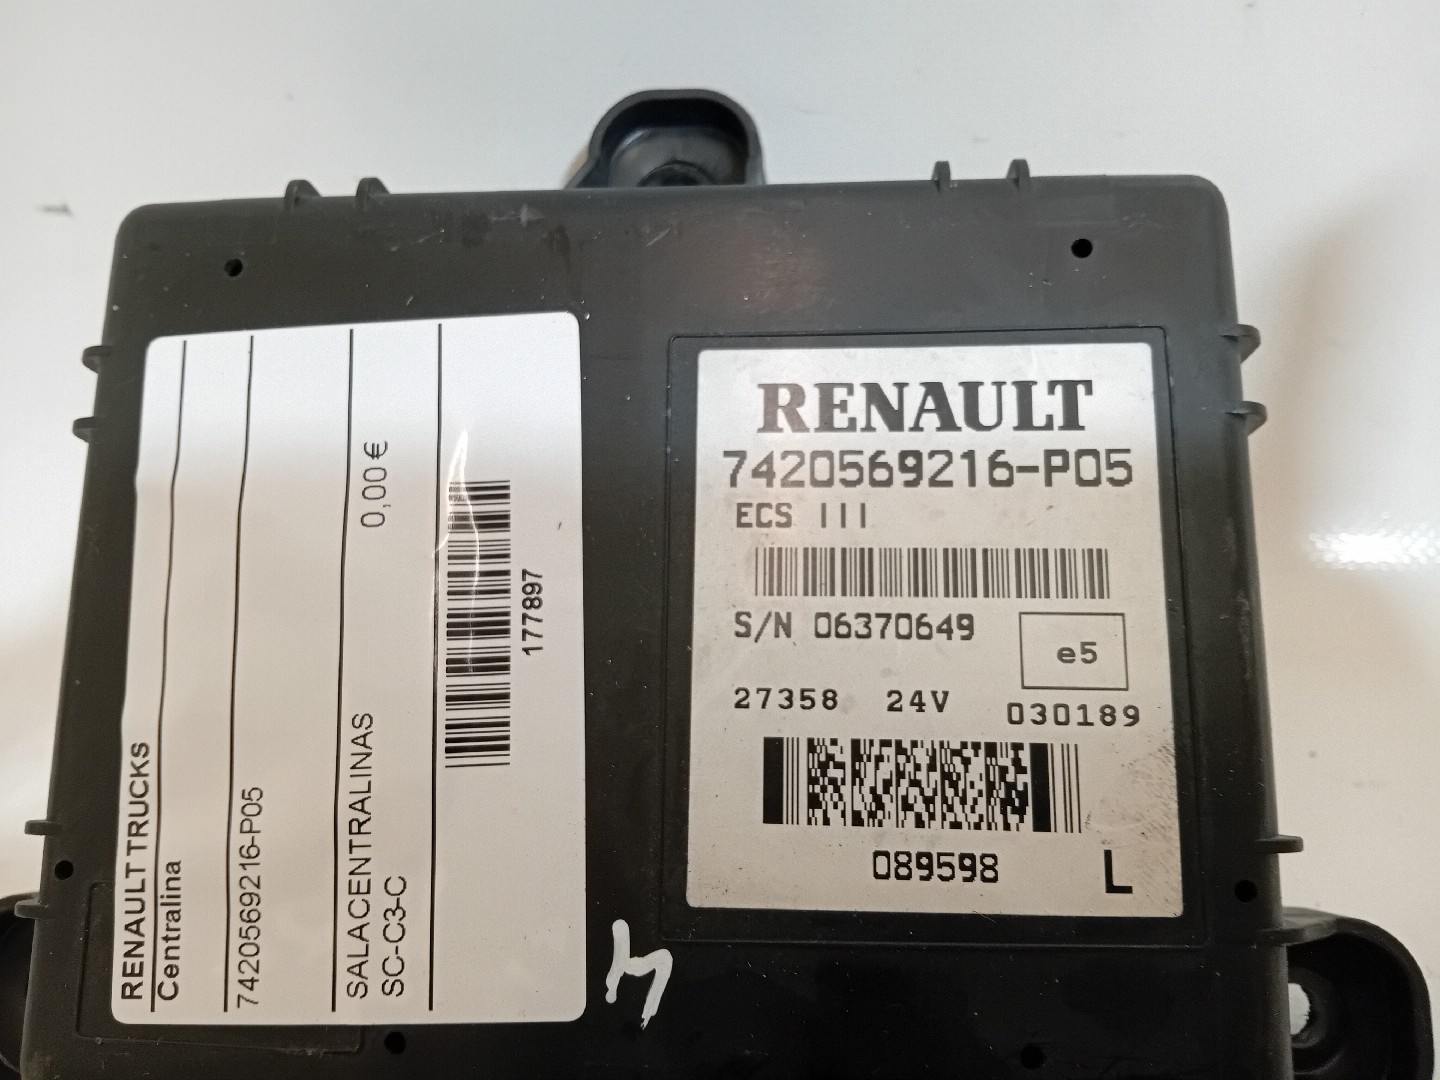 RENAULT TRUCKS
Centralina
7420569216-P05
SALACENTRALINAS 0,00 €
SC-C3-C
177897
RENAULT
7420569216-P05
ECS III
S/N 06370649
e5
27358 24V 030189
089598 L